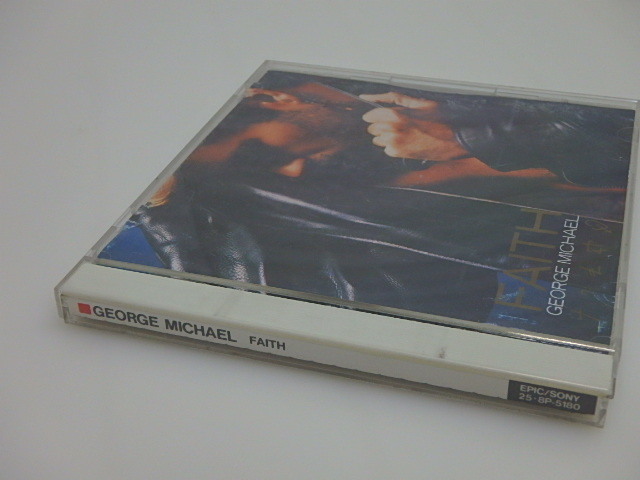 FAITH
GEORGE MICHAEL
GEORGE MICHAEL FAITH
EPIC/SONY
25・8P-5180